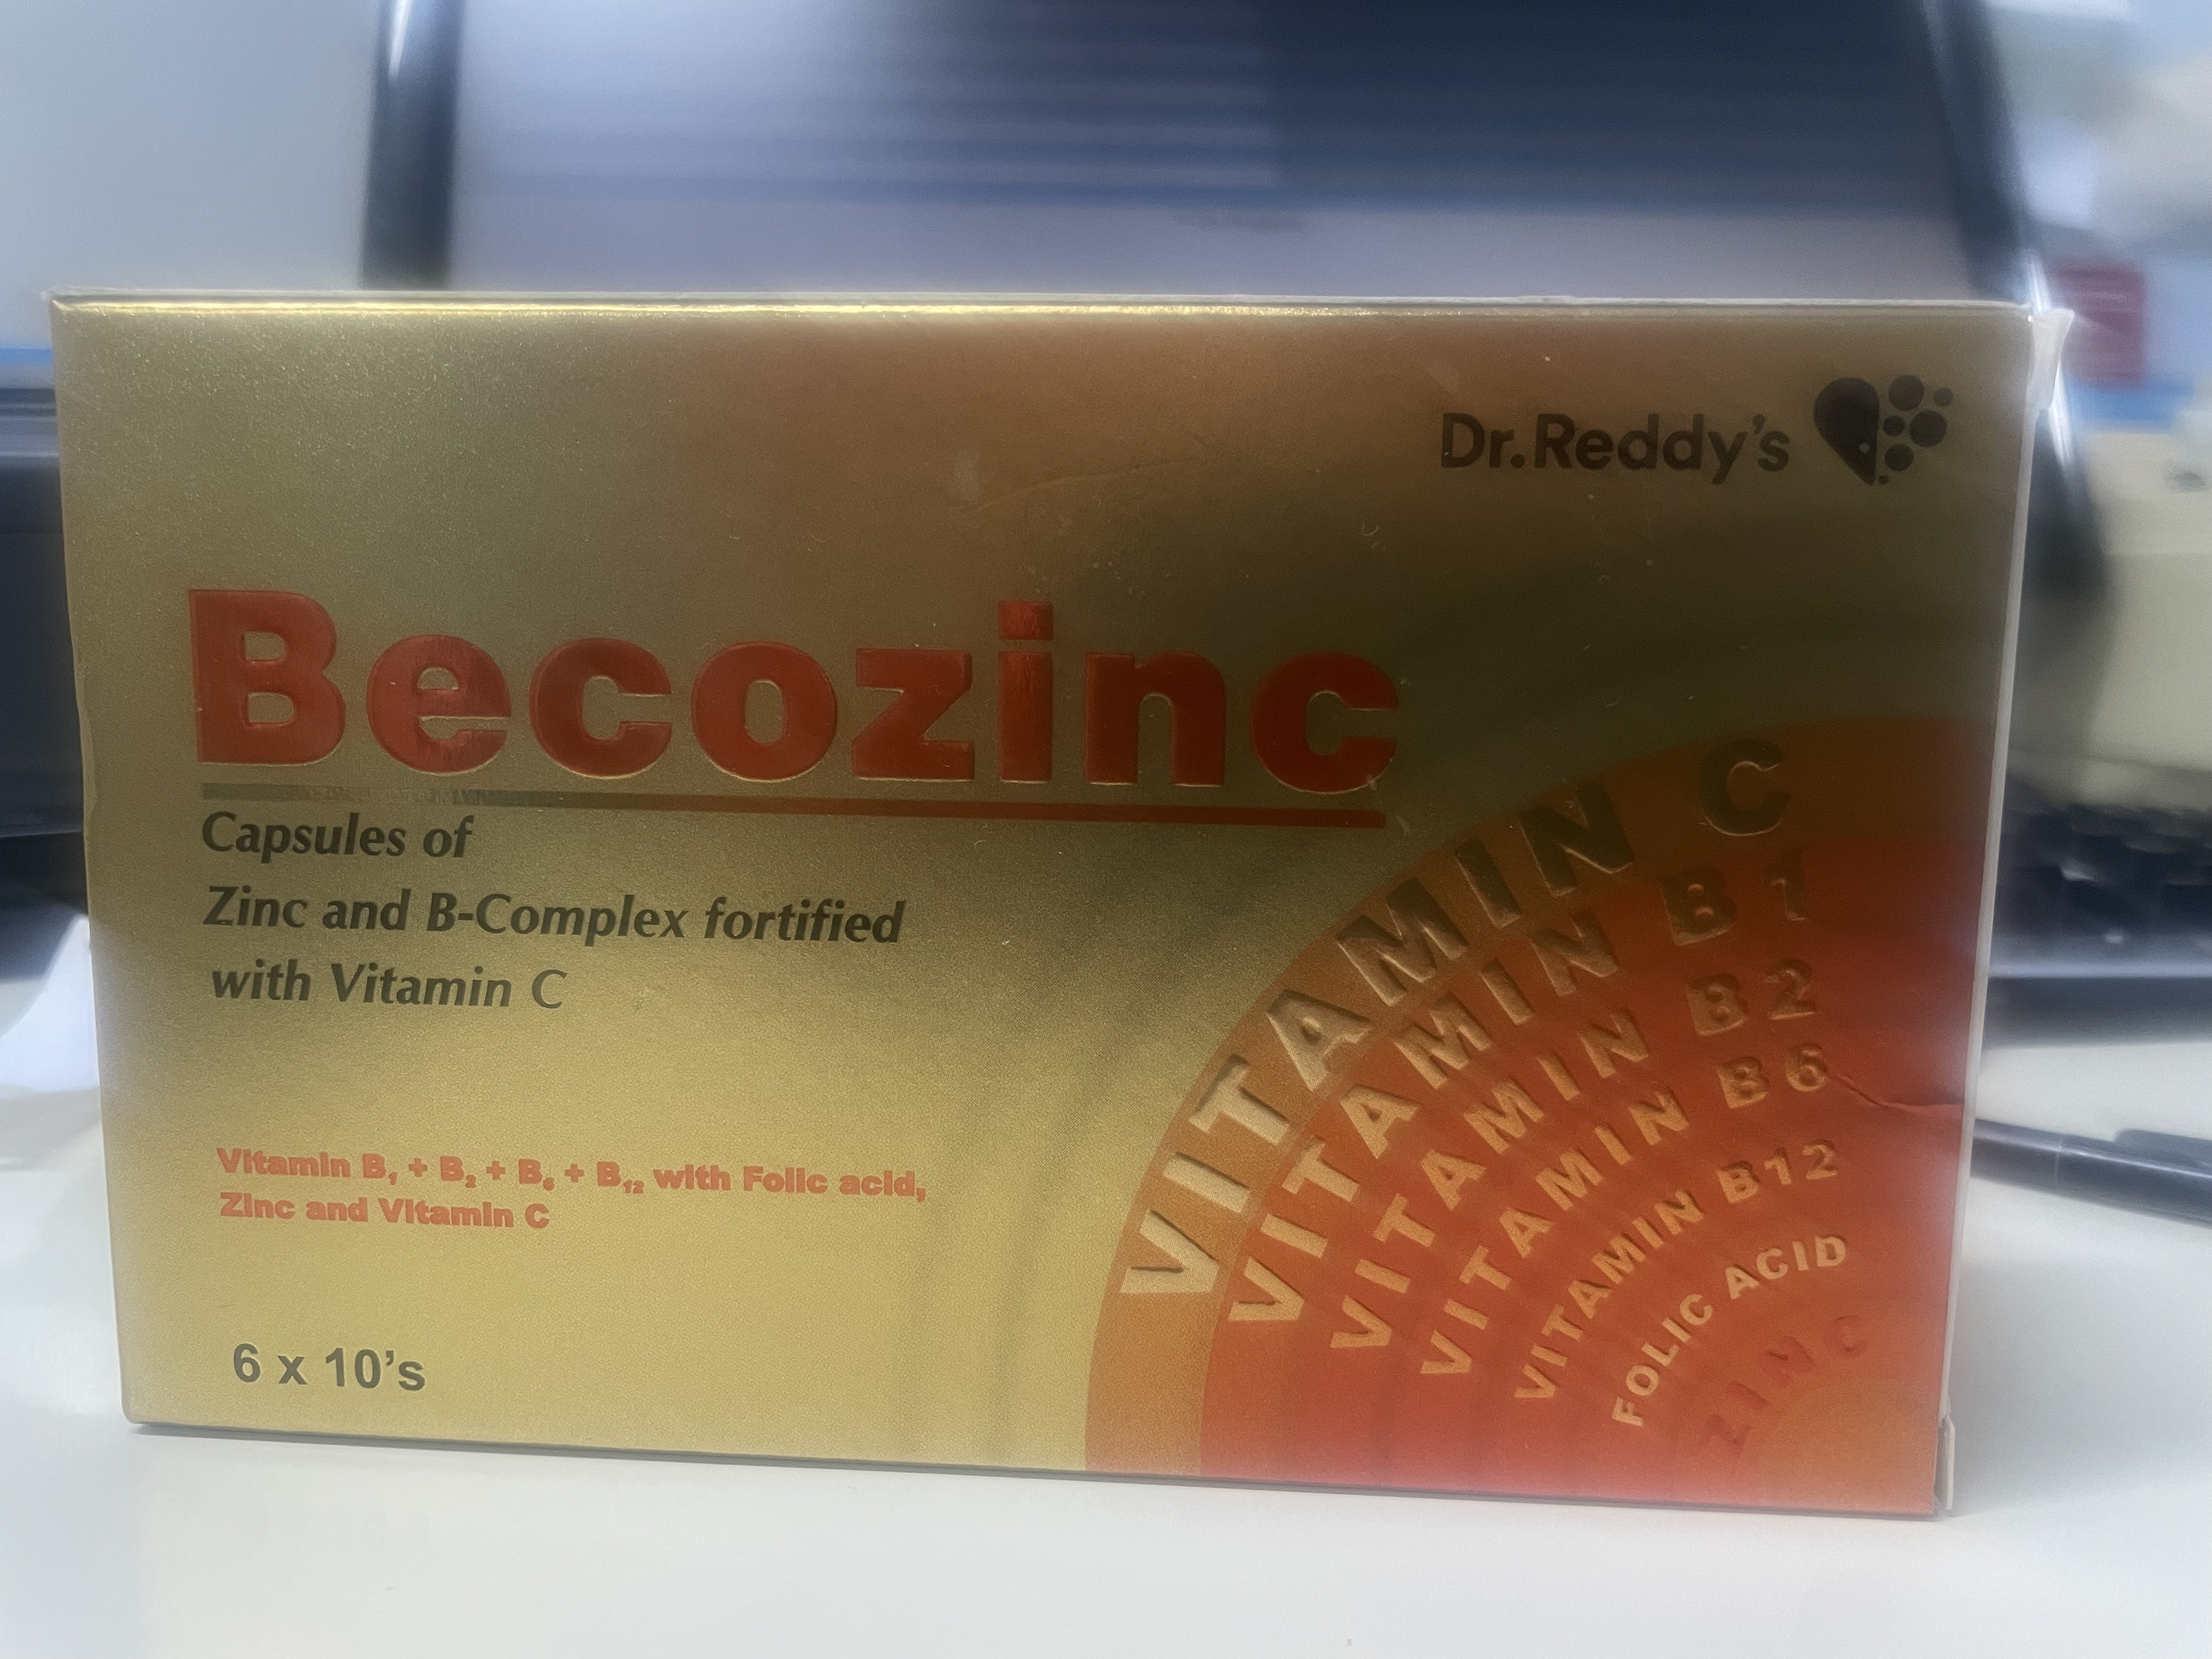 Dr.Reddy's
Becozinc
Capsules of
Zinc and B-Complex fortified
with Vitamin C
Vitamin B₁ + B₂ + B₆ + B₁₂ with Folic acid,
Zinc and Vitamin C
6 x 10's
VITAMIN C
VITAMIN B1
VITAMIN B2
VITAMIN B6
VITAMIN B12
FOLIC ACID
ZINC